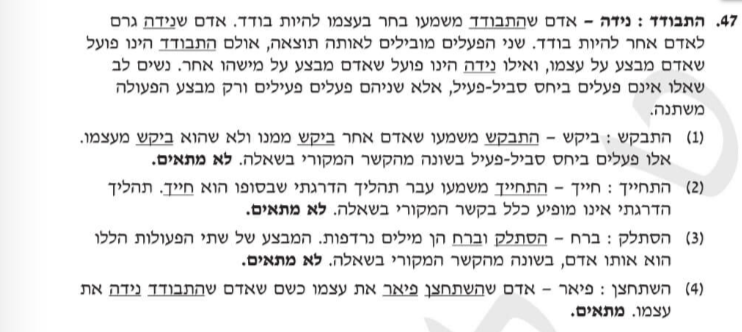 47. התבודד : נידה – אדם שהתבודד משמעו בחר בעצמו להיות בודד. אדם שנידה גרם
לאדם אחר להיות בודד. שני הפעלים מובילים לאותה תוצאה, אולם התבודד הינו פועל
שאדם מבצע על עצמו, ואילו נידה הינו פועל שאדם מבצע על מישהו אחר. נשים לב
שאלו אינם פעלים ביחס סביל-פעיל, אלא שניהם פעלים פעילים ורק מבצע הפעולה
משתנה.
(1) התבקש : ביקש – התבקש משמעו שאדם אחר ביקש ממנו ולא שהוא ביקש מעצמו.
אלו פעלים ביחס סביל-פעיל בשונה מהקשר המקורי בשאלה. לא מתאים.
(2) התחייך : חייך – התחייך משמעו עבר תהליך הדרגתי שבסופו הוא חייך. תהליך
הדרגתי אינו מופיע כלל בקשר המקורי בשאלה. לא מתאים.
(3) הסתלק : ברח – הסתלק וברח הן מילים נרדפות. המבצע של שתי הפעולות הללו
הוא אותו אדם, בשונה מהקשר המקורי בשאלה. לא מתאים.
(4) השתחצן : פיאר – אדם שהשתחצן פיאר את עצמו כשם שאדם שהתבודד נידה את
עצמו. מתאים.